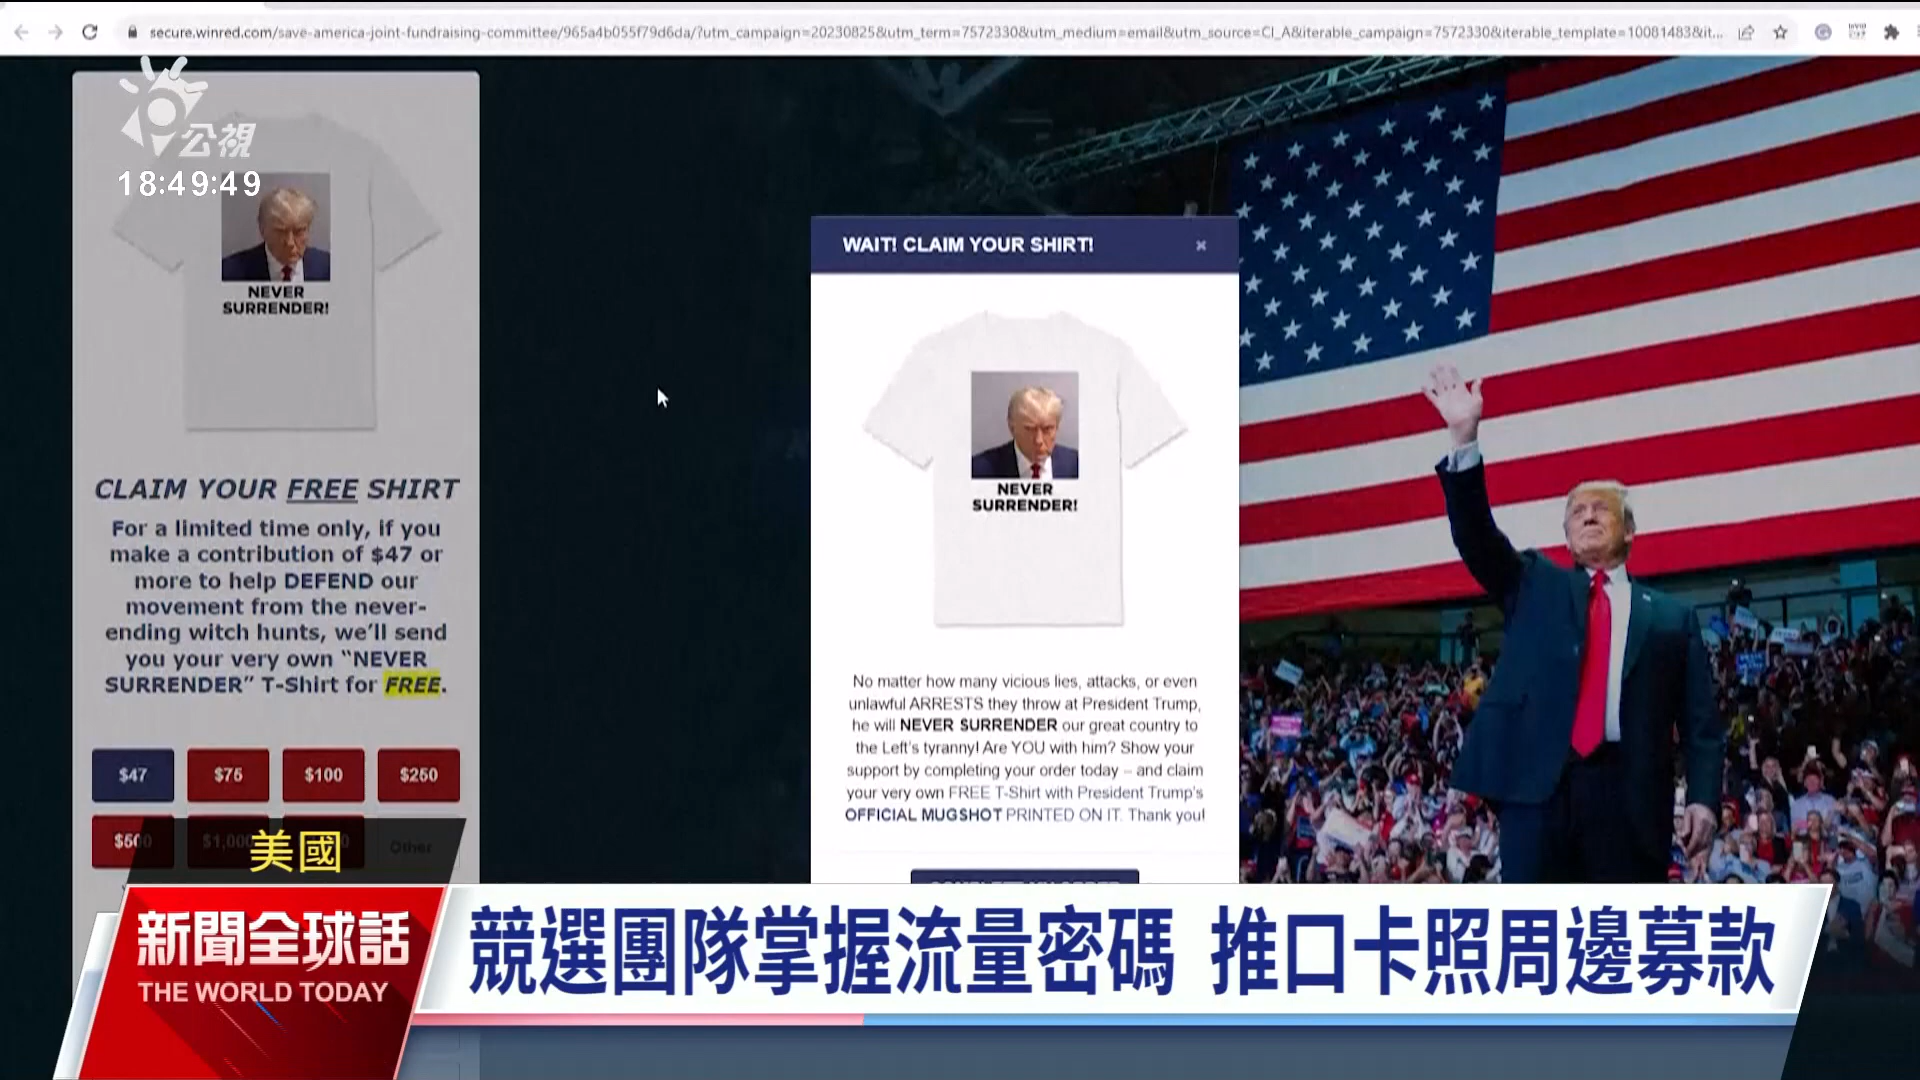 secure.winred.com/save-america-joint-fundraising-committee/965a4b055f79d6da/?utm_campaign=20230825&utm_term=7572330&utm_medium=email&utm_source=CI_A&iterable_campaign=7572330&iterable_template=10081483&it...
公視
18:49:49
NEVER
SURRENDER!
CLAIM YOUR FREE SHIRT
For a limited time only, if you
make a contribution of $47 or
more to help DEFEND our
movement from the never-
ending witch hunts, we'll send
you your very own “NEVER
SURRENDER” T-Shirt for FREE.
$47 $75 $100 $250
$500 $1,000 Other
WAIT! CLAIM YOUR SHIRT! ×
NEVER
SURRENDER!
No matter how many vicious lies, attacks, or even
unlawful ARRESTS they throw at President Trump,
he will NEVER SURRENDER our great country to
the Left's tyranny! Are YOU with him? Show your
support by completing your order today – and claim
your very own FREE T-Shirt with President Trump's
OFFICIAL MUGSHOT PRINTED ON IT. Thank you!
美國
新聞全球話
THE WORLD TODAY
競選團隊掌握流量密碼 推口卡照周邊募款